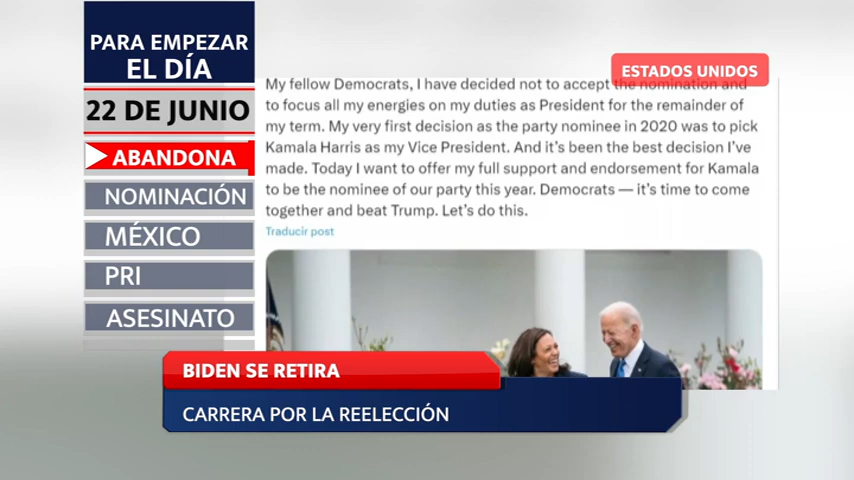 PARA EMPEZAR
EL DÍA
22 DE JUNIO
ABANDONA
NOMINACIÓN
MÉXICO
PRI
ASESINATO
ESTADOS UNIDOS
My fellow Democrats, I have decided not to accept the nomination and
to focus all my energies on my duties as President for the remainder of
my term. My very first decision as the party nominee in 2020 was to pick
Kamala Harris as my Vice President. And it's been the best decision I've
made. Today I want to offer my full support and endorsement for Kamala
to be the nominee of our party this year. Democrats — it's time to come
together and beat Trump. Let's do this.
Traducir post
BIDEN SE RETIRA
CARRERA POR LA REELECCIÓN